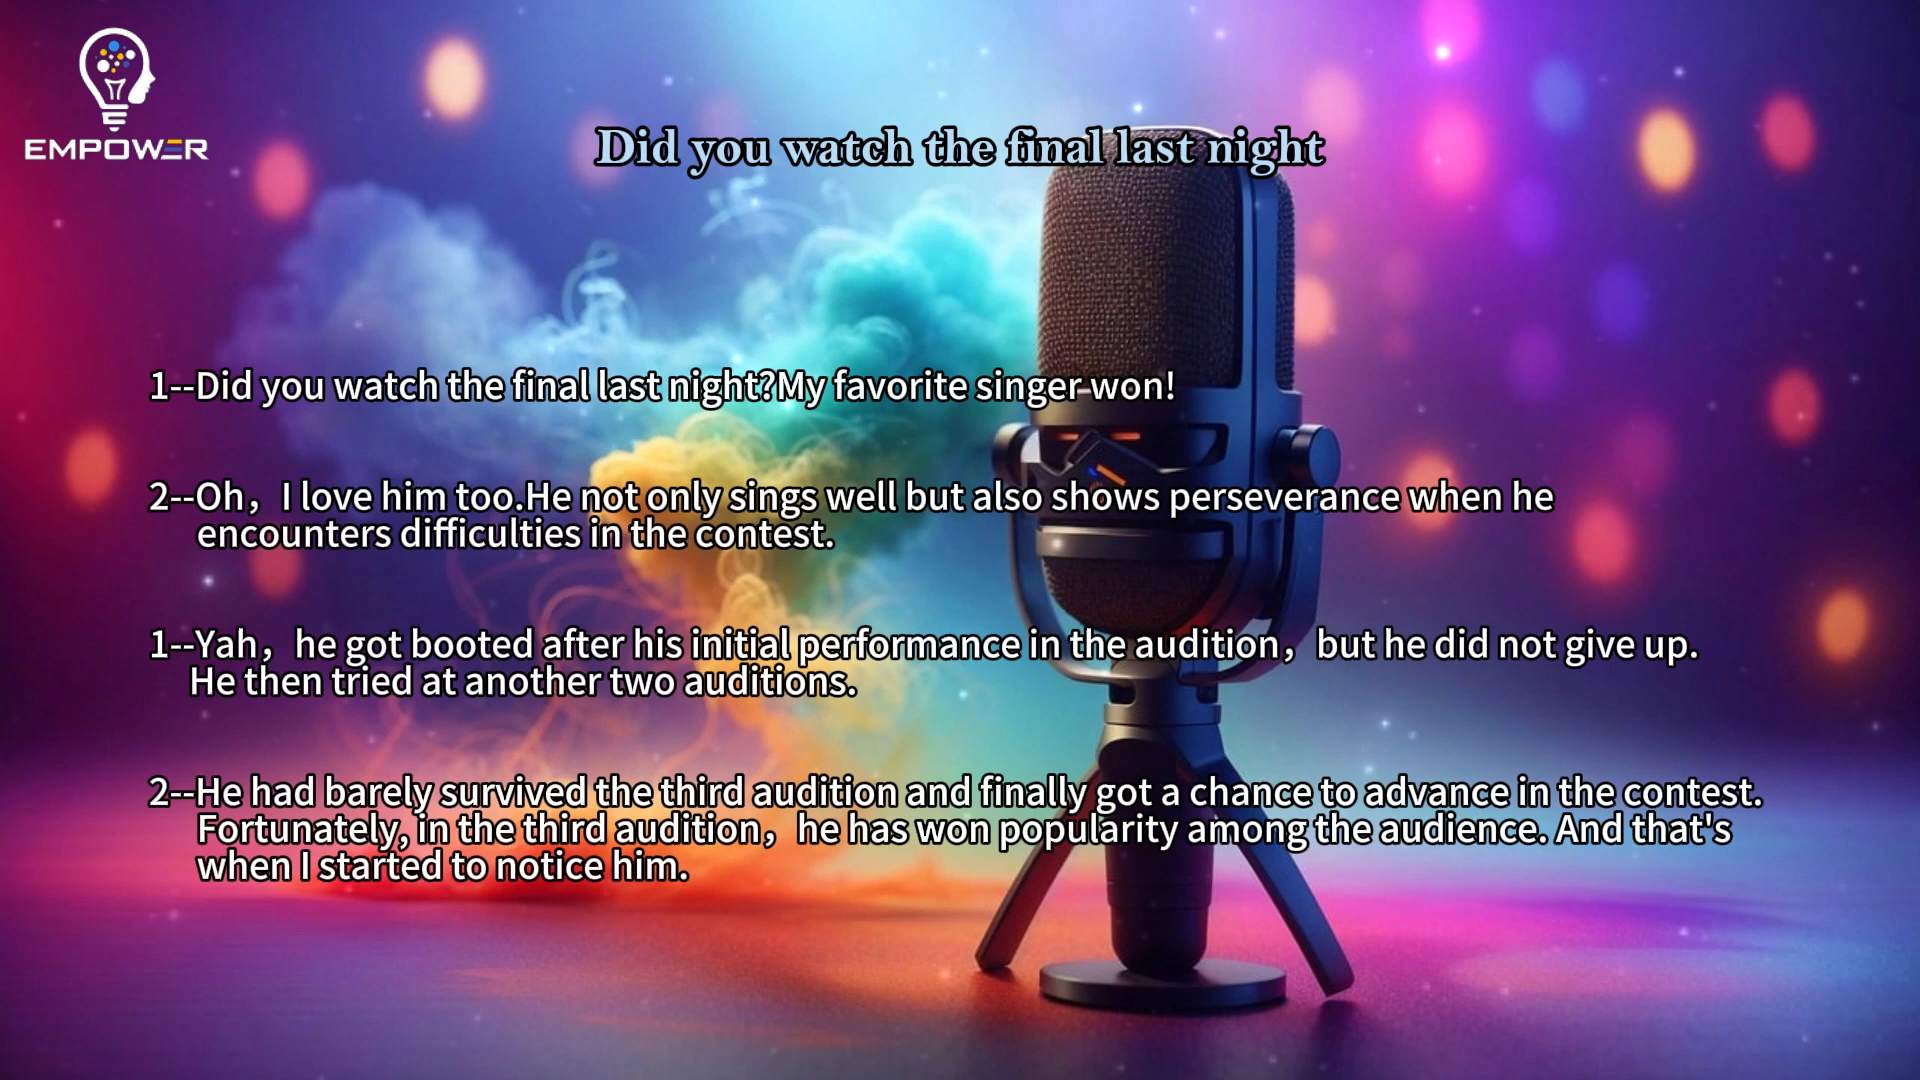 EMPOWER
Did you watch the final last night
1--Did you watch the final last night?My favorite singer won!
2--Oh，I love him too.He not only sings well but also shows perseverance when he
encounters difficulties in the contest.
1--Yah，he got booted after his initial performance in the audition，but he did not give up.
He then tried at another two auditions.
2--He had barely survived the third audition and finally got a chance to advance in the contest.
Fortunately, in the third audition，he has won popularity among the audience. And that's
when I started to notice him.